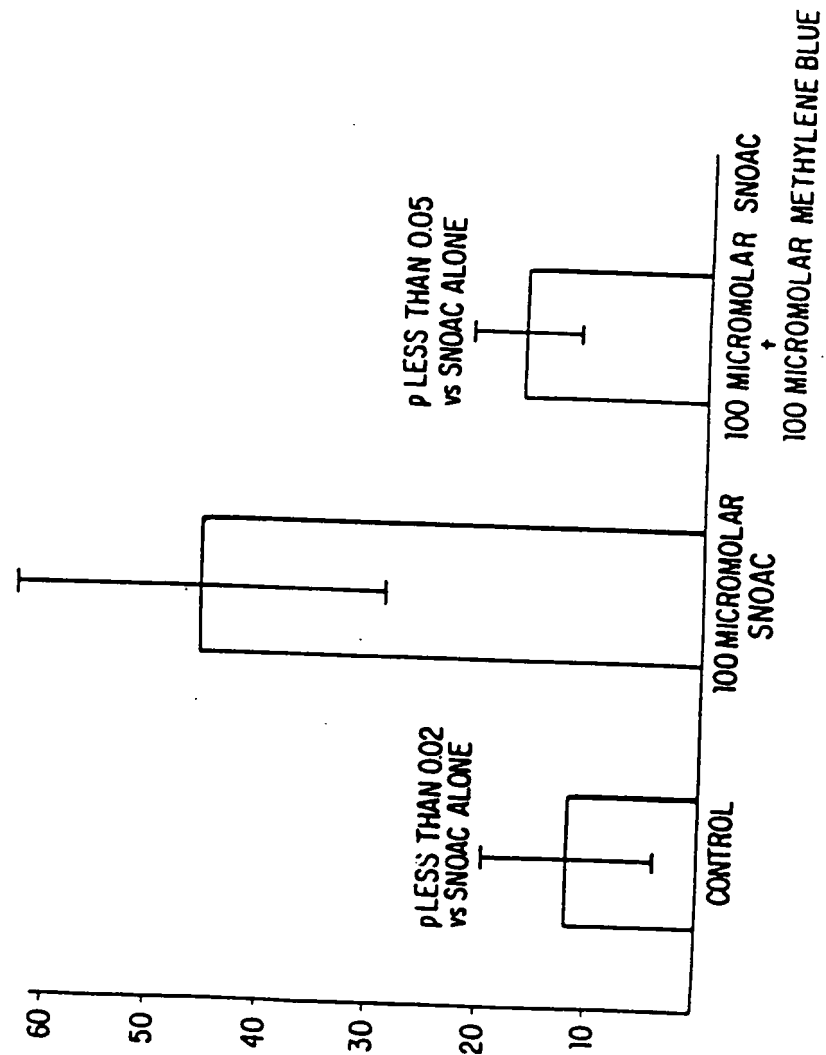 60
50
40
30
20
10
p LESS THAN 0.02
vs SNOAC ALONE
p LESS THAN 0.05
vs SNOAC ALONE
CONTROL
100 MICROMOLAR
SNOAC
100 MICROMOLAR SNOAC
+
100 MICROMOLAR METHYLENE BLUE